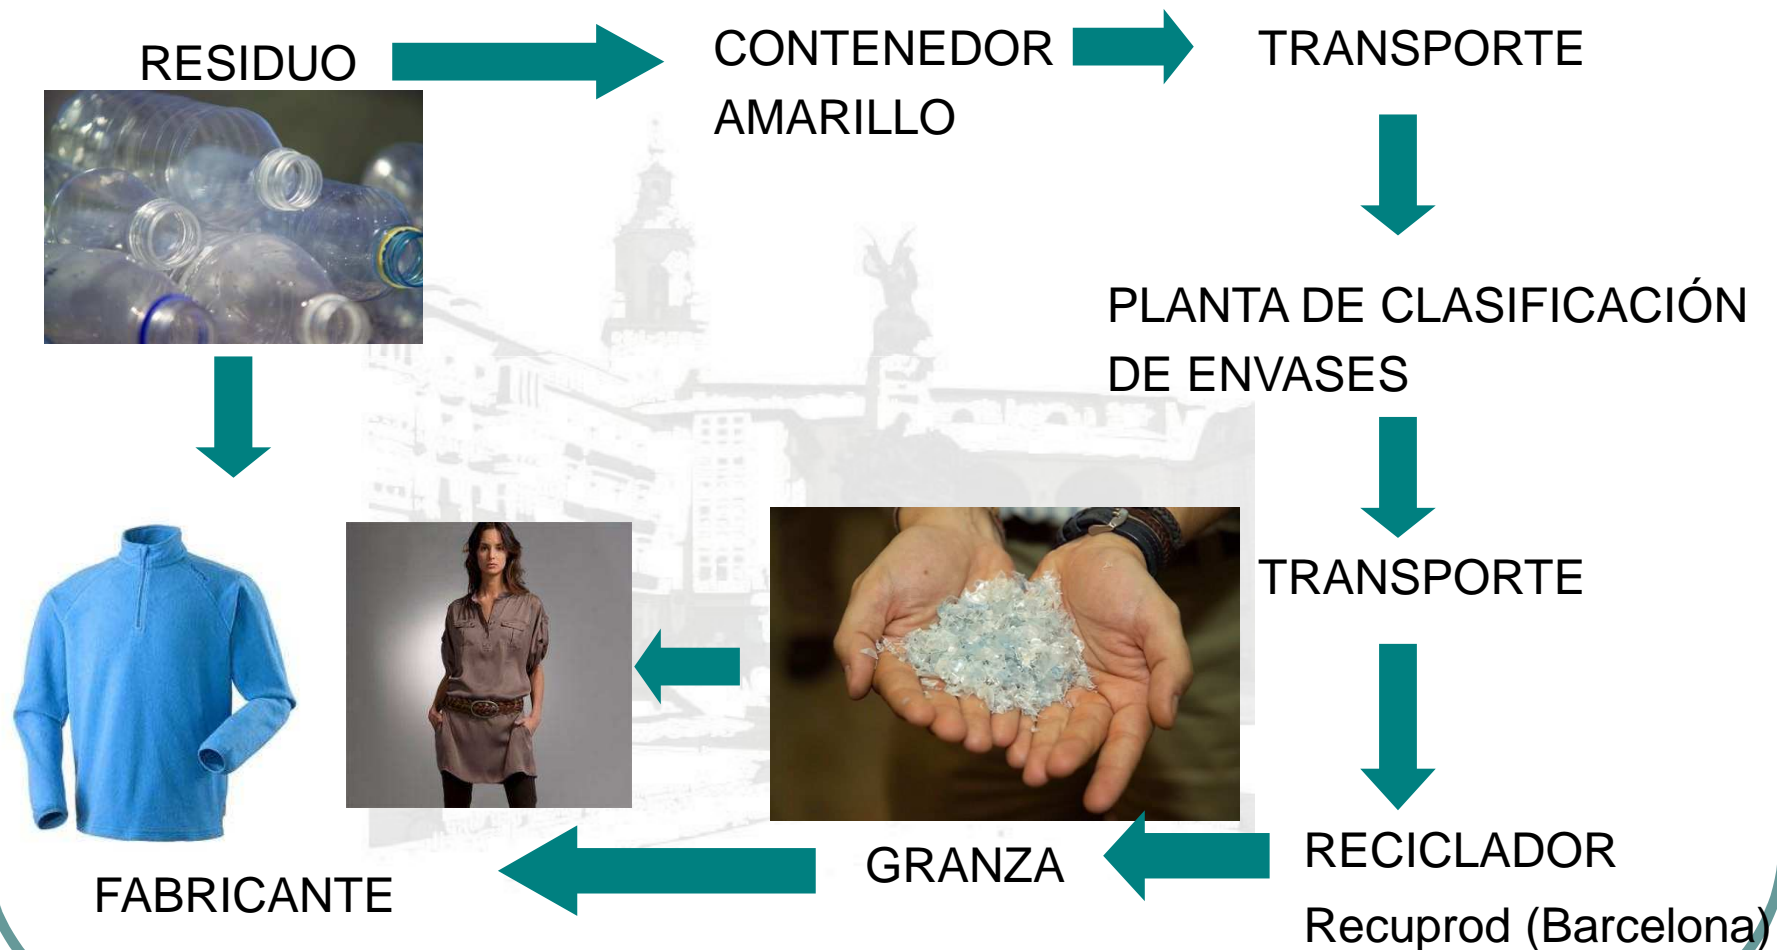 RESIDUO
CONTENEDOR
AMARILLO
TRANSPORTE
PLANTA DE CLASIFICACIÓN
DE ENVASES
TRANSPORTE
RECICLADOR
Recuprod (Barcelona)
GRANZA
FABRICANTE